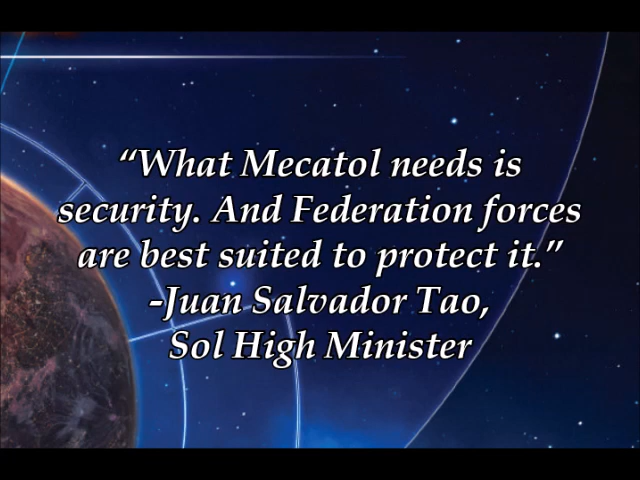 “What Mecatol needs is
security. And Federation forces
are best suited to protect it.”
-Juan Salvador Tao,
Sol High Minister